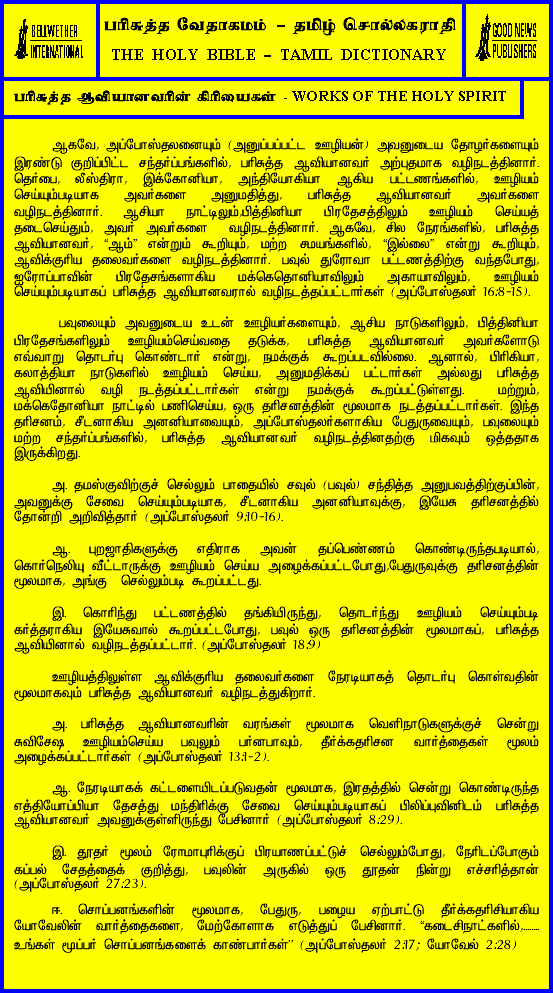 BELLWETHER
INTERNATIONAL
பரிசுத்த வேதாகமம் – தமிழ் சொல்லகராதி
THE HOLY BIBLE – TAMIL DICTIONARY
GOOD NEWS
PUBLISHERS
பரிசுத்த ஆவியானவரின் கிரியைகள் - WORKS OF THE HOLY SPIRIT
ஆகவே, அப்போஸ்தலனையும் (அனுப்பப்பட்ட ஊழியன்) அவனுடைய தோழர்களையும்
இரண்டு குறிப்பிட்ட சந்தர்ப்பங்களில், பரிசுத்த ஆவியானவர் அற்புதமாக வழிநடத்தினார்.
தெர்பை, லீஸ்திரா, இக்கோனியா, அந்தியோகியா ஆகிய பட்டணங்களில், ஊழியம்
செய்யும்படியாக அவர்களை அனுமதித்து, பரிசுத்த ஆவியானவர் அவர்களை
வழிநடத்தினார். ஆசியா நாட்டிலும்,பித்தினியா பிரதேசத்திலும் ஊழியம் செய்யத்
தடைசெய்தும், அவர் அவர்களை வழிநடத்தினார். ஆகவே, சில நேரங்களில், பரிசுத்த
ஆவியானவர், “ஆம்” என்றும் கூறியும், மற்ற சமயங்களில், “இல்லை” என்று கூறியும்,
ஆவிக்குரிய தலைவர்களை வழிநடத்தினார். பவுல் துரோவா பட்டணத்திற்கு வந்தபோது,
ஐரோப்பாவின் பிரதேசங்களாகிய மக்கெதொனியாவிலும் அகாயாவிலும், ஊழியம்
செய்யும்படியாகப் பரிசுத்த ஆவியானவரால் வழிநடத்தப்பட்டார்கள் (அப்போஸ்தலர் 16:8-15).
பவுலையும் அவனுடைய உடன் ஊழியர்களையும், ஆசிய நாடுகளிலும், பித்தினியா
பிரதேசங்களிலும் ஊழியம்செய்வதை தடுக்க, பரிசுத்த ஆவியானவர் அவர்களோடு
எவ்வாறு தொடர்பு கொண்டார் என்று, நமக்குக் கூறப்படவில்லை. ஆனால், பிரிகியா,
கலாத்தியா நாடுகளில் ஊழியம் செய்ய, அனுமதிக்கப் பட்டார்கள் அல்லது பரிசுத்த
ஆவியினால் வழி நடத்தப்பட்டார்கள் என்று நமக்குக் கூறப்பட்டுள்ளது. மற்றும்,
மக்கெதோனியா நாட்டில் பணிசெய்ய, ஒரு தரிசனத்தின் மூலமாக நடத்தப்பட்டார்கள். இந்த
தரிசனம், சீடனாகிய அனனியாவையும், அப்போஸ்தலர்களாகிய பேதுருவையும், பவுலையும்
மற்ற சந்தர்ப்பங்களில், பரிசுத்த ஆவியானவர் வழிநடத்தினதற்கு மிகவும் ஒத்ததாக
இருக்கிறது.
அ. தமஸ்குவிற்குச் செல்லும் பாதையில் சவுல் (பவுல்) சந்தித்த அனுபவத்திற்குப்பின்,
அவனுக்கு சேவை செய்யும்படியாக, சீடனாகிய அனனியாவுக்கு, இயேசு தரிசனத்தில்
தோன்றி அறிவித்தார் (அப்போஸ்தலர் 9:10-16).
ஆ. புறஜாதிகளுக்கு எதிராக அவன் தப்பெண்ணம் கொண்டிருந்தபடியால்,
கொர்நெலியு வீட்டாருக்கு ஊழியம் செய்ய அழைக்கப்பட்டபோது,பேதுருவுக்கு தரிசனத்தின்
மூலமாக, அங்கு செல்லும்படி கூறப்பட்டது.
இ. கொரிந்து பட்டணத்தில் தங்கியிருந்து, தொடர்ந்து ஊழியம் செய்யும்படி
கர்த்தராகிய இயேசுவால் கூறப்பட்டபோது, பவுல் ஒரு தரிசனத்தின் மூலமாகப், பரிசுத்த
ஆவியினால் வழிநடத்தப்பட்டார். (அப்போஸ்தலர் 18:9)
ஊழியத்திலுள்ள ஆவிக்குரிய தலைவர்களை நேரடியாகத் தொடர்பு கொள்வதின்
மூலமாகவும் பரிசுத்த ஆவியானவர் வழிநடத்துகிறார்.
அ. பரிசுத்த ஆவியானவரின் வரங்கள் மூலமாக வெளிநாடுகளுக்குச் சென்று
சுவிசேஷ ஊழியம்செய்ய பவுலும் பர்னபாவும், தீர்க்கதரிசன வார்த்தைகள் மூலம்
அழைக்கப்பட்டார்கள் (அப்போஸ்தலர் 13:1-2).
ஆ. நேரடியாகக் கட்டளையிடப்படுவதன் மூலமாக, இரதத்தில் சென்று கொண்டிருந்த
எத்தியோப்பியா தேசத்து மந்திரிக்கு சேவை செய்யும்படியாகப் பிலிப்புவினிடம் பரிசுத்த
ஆவியானவர் அவனுக்குள்ளிருந்து பேசினார் (அப்போஸ்தலர் 8:29).
இ. தூதர் மூலம் ரோமாபுரிக்குப் பிரயாணப்பட்டுச் செல்லும்போது, நேரிடப்போகும்
கப்பல் சேதத்தைக் குறித்து, பவுலின் அருகில் ஒரு தூதன் நின்று எச்சரித்தான்
(அப்போஸ்தலர் 27:23).
ஈ. சொப்பனங்களின் மூலமாக, பேதுரு, பழைய ஏற்பாட்டு தீர்க்கதரிசியாகிய
யோவேலின் வார்த்தைகளை, மேற்கோளாக எடுத்துப் பேசினார். “கடைசிநாட்களில்,........
உங்கள் மூப்பர் சொப்பனங்களைக் காண்பார்கள்” (அப்போஸ்தலர் 2:17; யோவேல் 2:28)